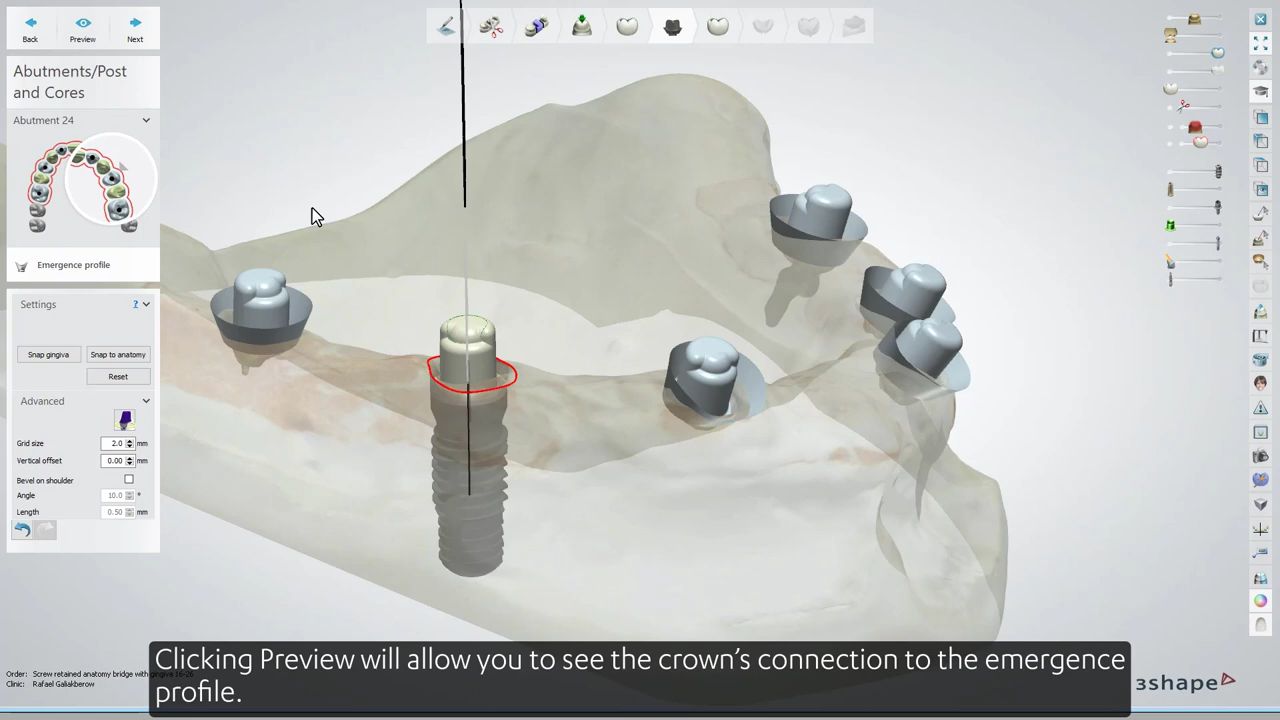 Back
Preview
Next
Abutments/Post
and Cores
Abutment 24
Emergence profile
Settings
?
Snap gingiva
Snap to anatomy
Reset
Advanced
Grid size 2.0 mm
Vertical offset 0.00 mm
Bevel on shoulder
Angle 10.0 °
Length 0.50 mm
Clicking Preview will allow you to see the crown's connection to the emergence
profile.
Order: Screw retained anatomy bridge with gingiva 16-26
Clinic: Rafael Galiakberow
3shape